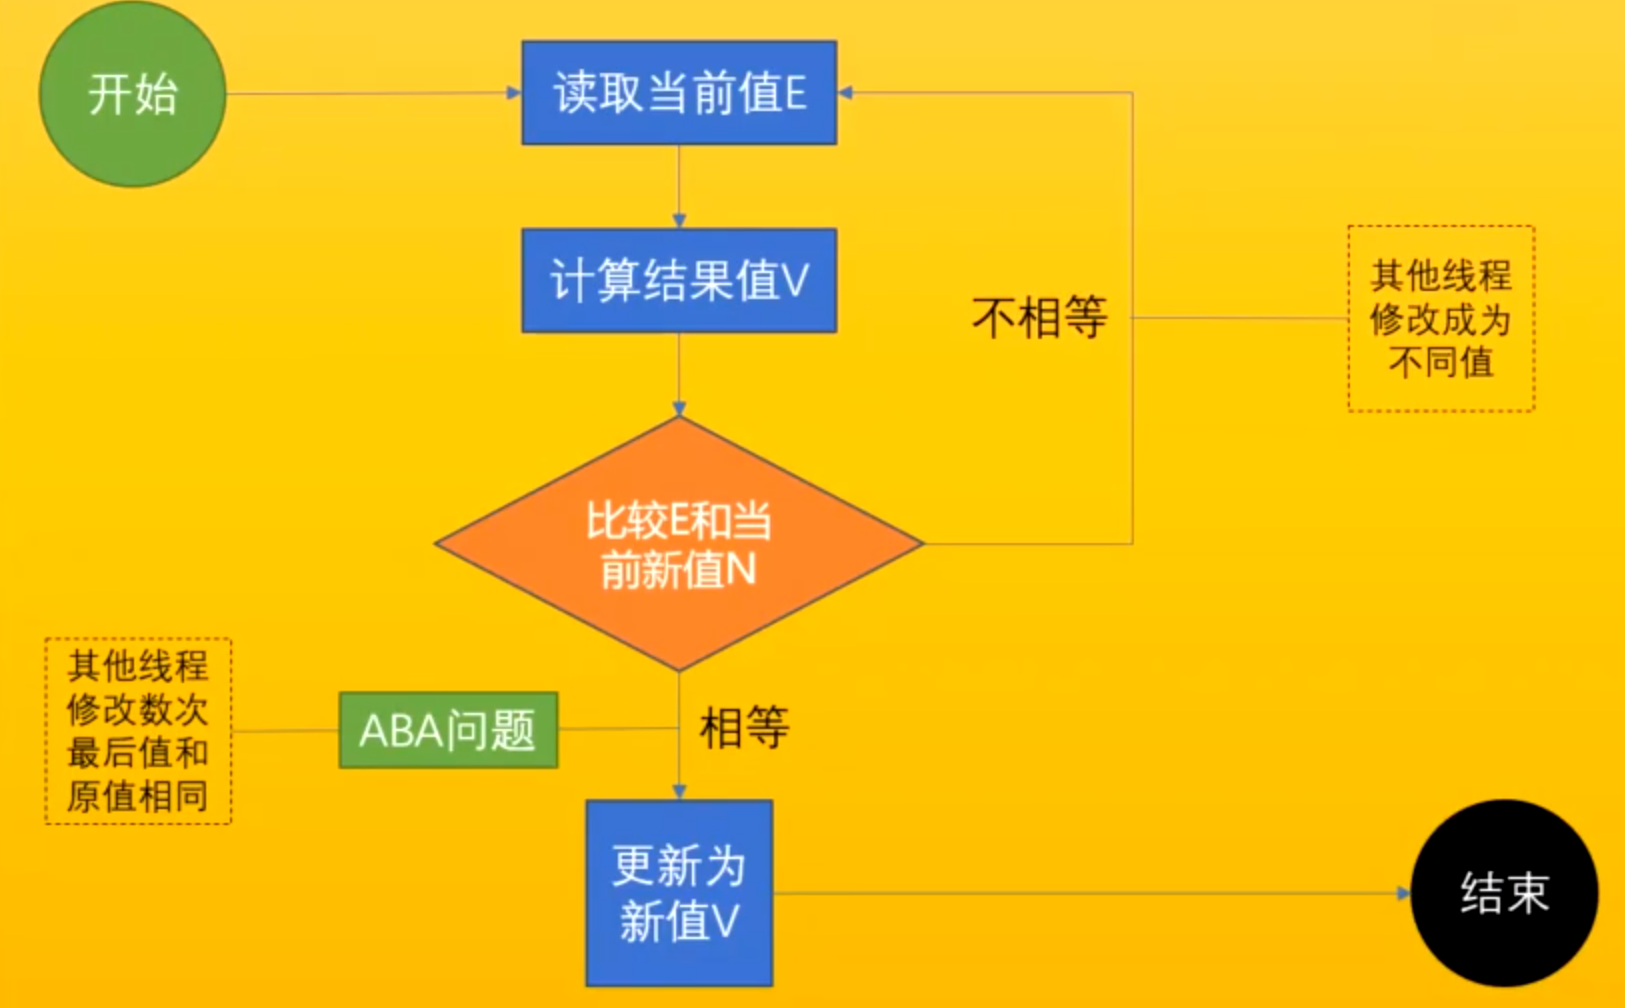 开始
读取当前值E
计算结果值V
不相等
其他线程
修改成为
不同值
比较E和当
前新值N
其他线程
修改数次
最后值和
原值相同
ABA问题
相等
更新为
新值V
结束